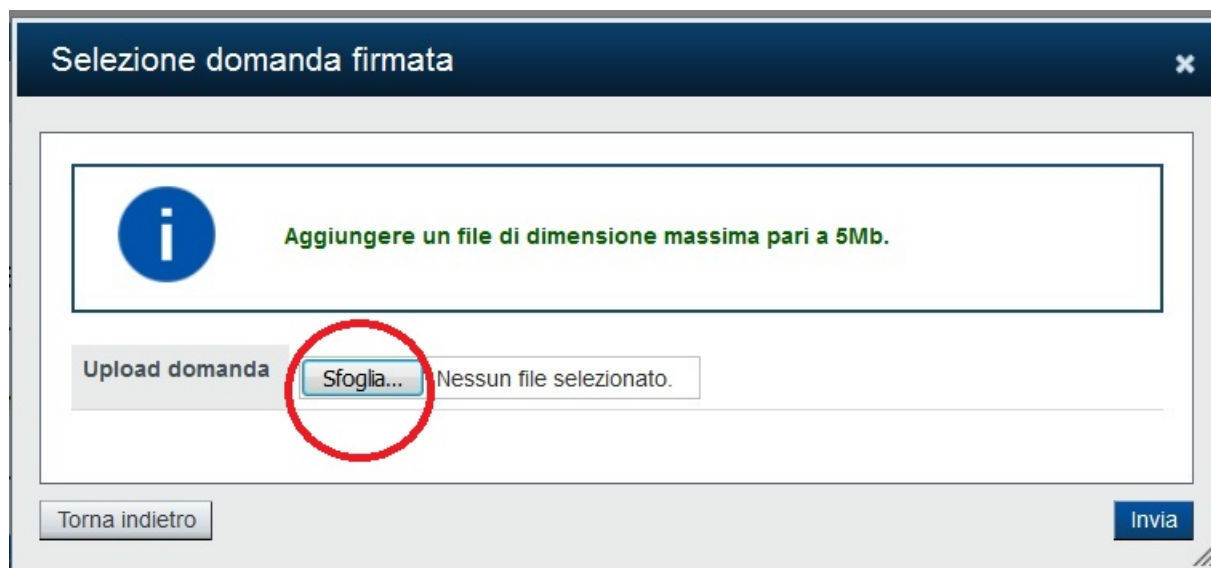 Selezione domanda firmata
Aggiungere un file di dimensione massima pari a 5Mb.
Upload domanda Sfoglia... Nessun file selezionato.
Torna indietro Invia